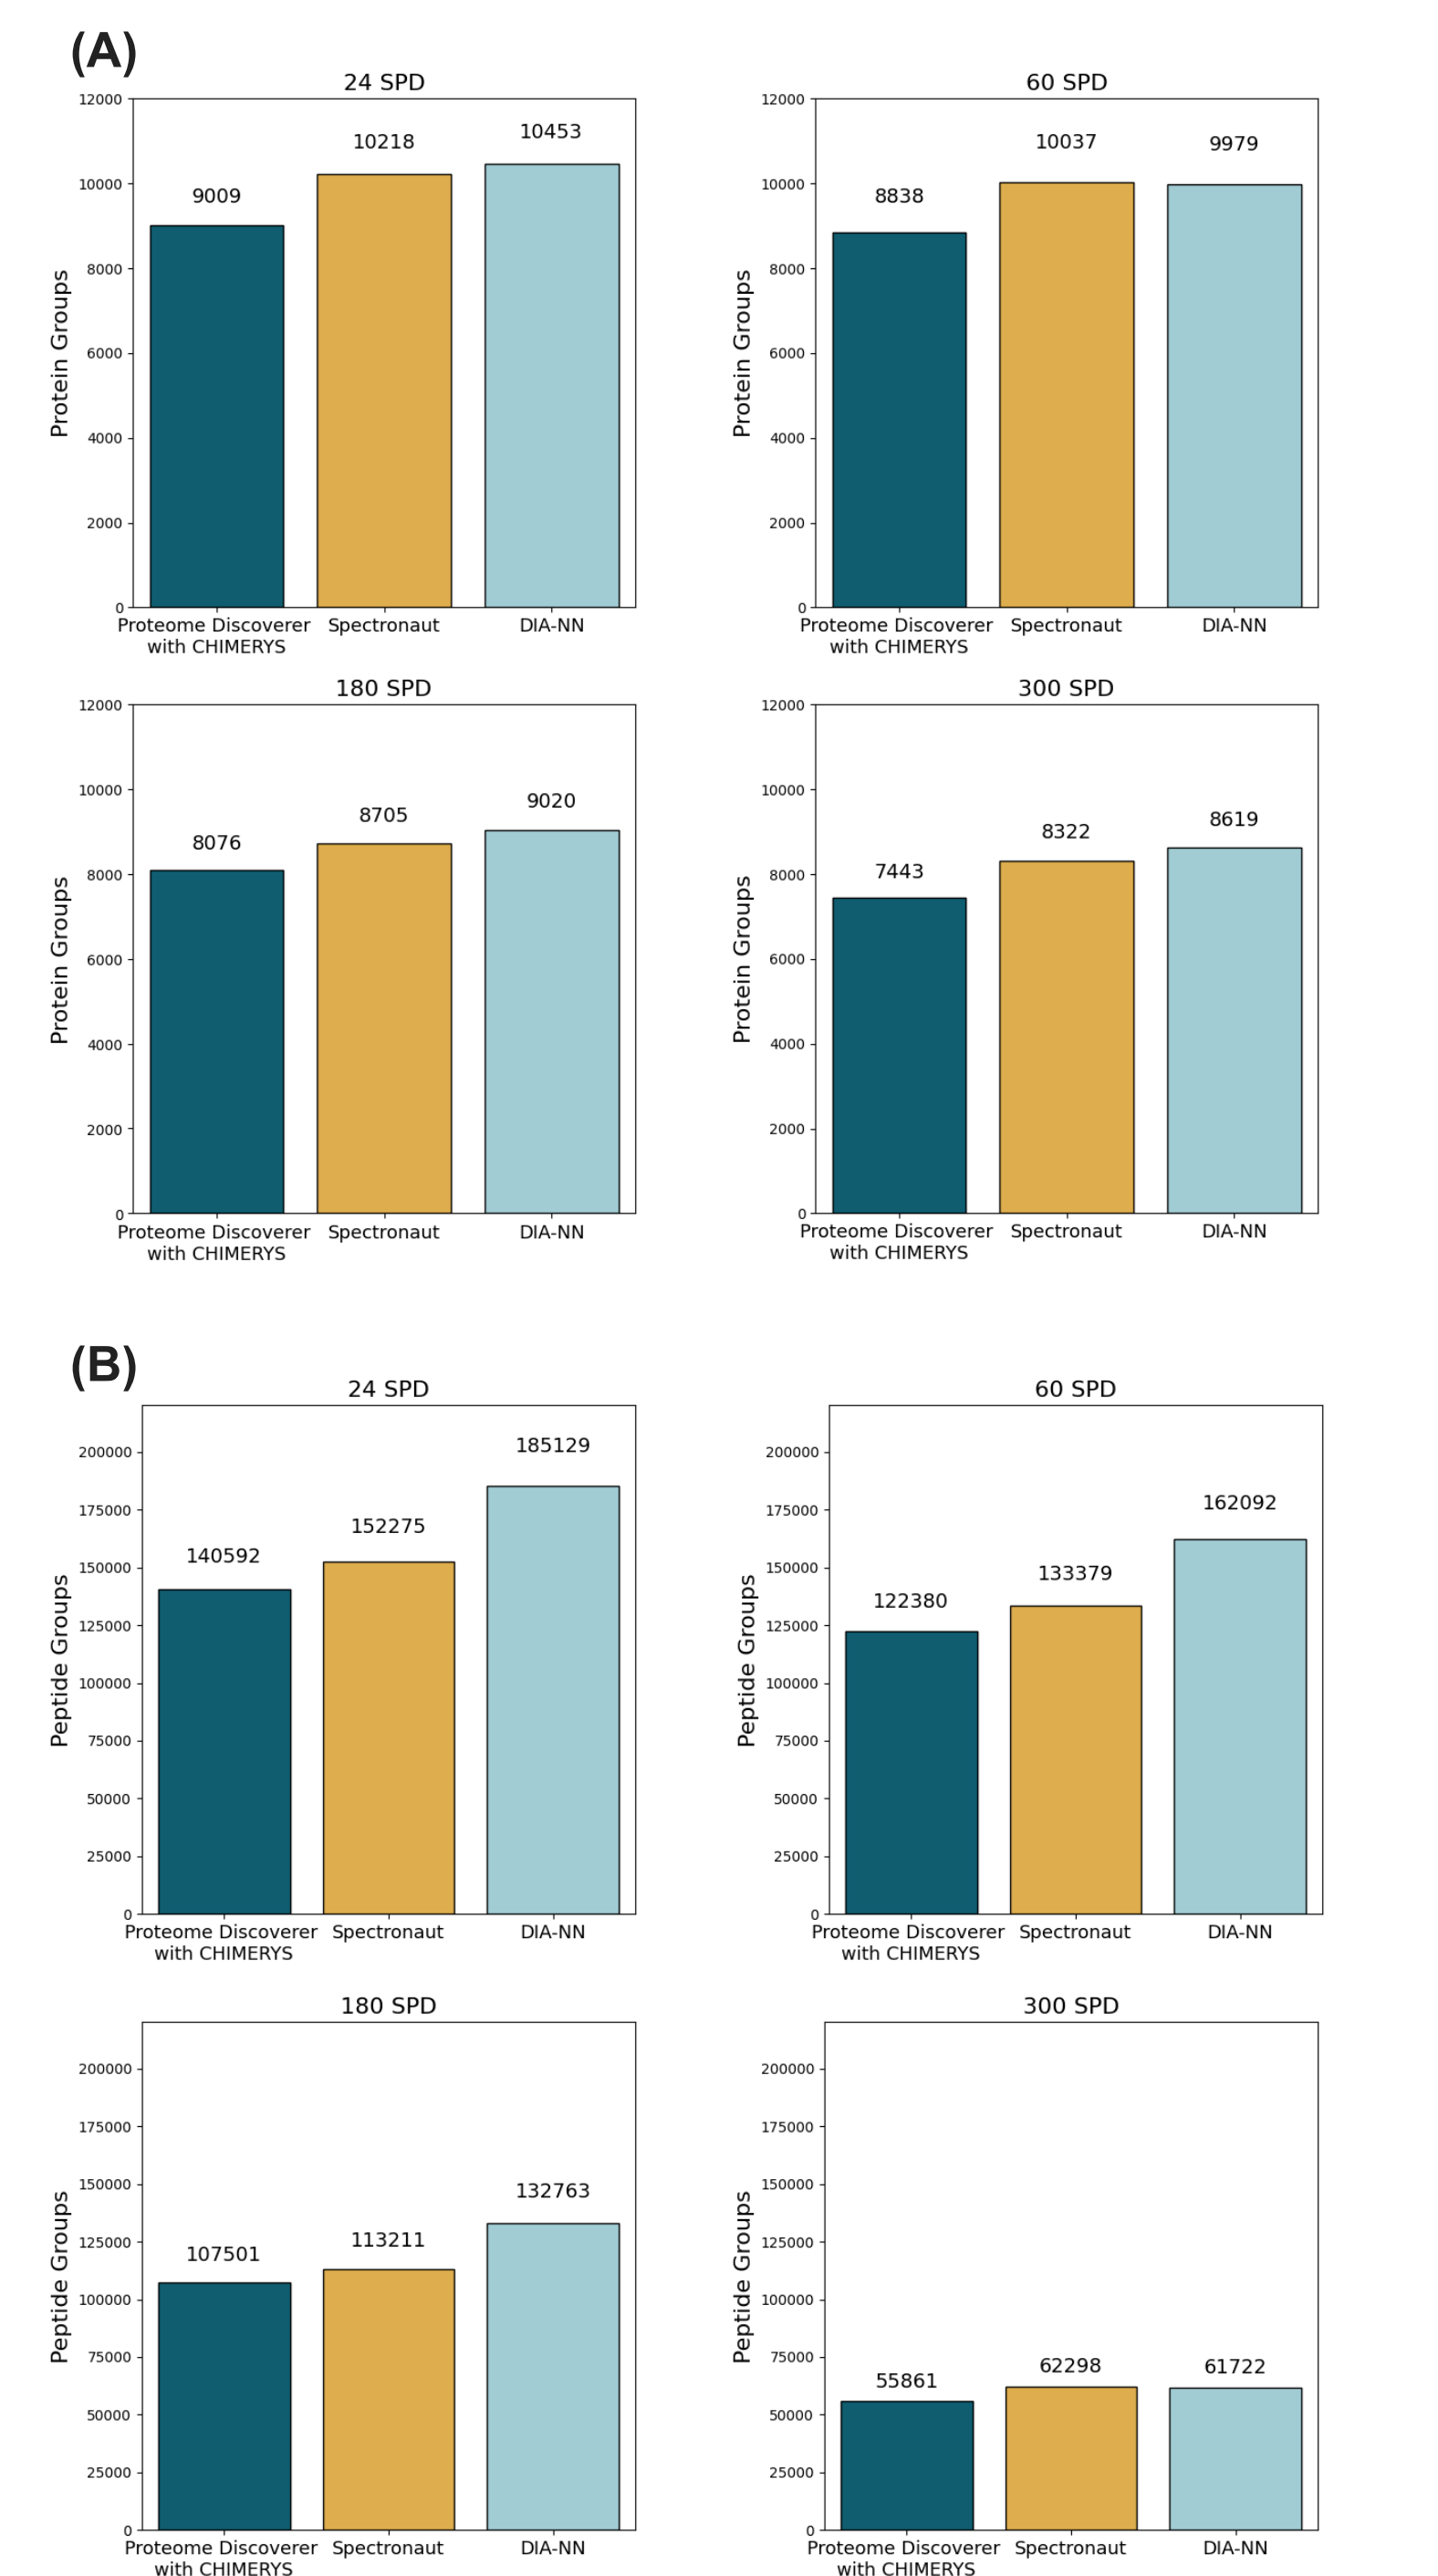 (A)
24 SPD
12000
10000
8000
6000
4000
2000
0
Protein Groups
9009
10218
10453
Proteome Discoverer
with CHIMERYS
Spectronaut
DIA-NN
60 SPD
12000
10000
8000
6000
4000
2000
0
Protein Groups
8838
10037
9979
Proteome Discoverer
with CHIMERYS
Spectronaut
DIA-NN
180 SPD
12000
10000
8000
6000
4000
2000
0
Protein Groups
8076
8705
9020
Proteome Discoverer
with CHIMERYS
Spectronaut
DIA-NN
300 SPD
12000
10000
8000
6000
4000
2000
0
Protein Groups
7443
8322
8619
Proteome Discoverer
with CHIMERYS
Spectronaut
DIA-NN
(B)
24 SPD
200000
175000
150000
125000
100000
75000
50000
25000
0
Peptide Groups
140592
152275
185129
Proteome Discoverer
with CHIMERYS
Spectronaut
DIA-NN
60 SPD
200000
175000
150000
125000
100000
75000
50000
25000
0
Peptide Groups
122380
133379
162092
Proteome Discoverer
with CHIMERYS
Spectronaut
DIA-NN
180 SPD
200000
175000
150000
125000
100000
75000
50000
25000
0
Peptide Groups
107501
113211
132763
Proteome Discoverer
with CHIMERYS
Spectronaut
DIA-NN
300 SPD
200000
175000
150000
125000
100000
75000
50000
25000
0
Peptide Groups
55861
62298
61722
Proteome Discoverer
with CHIMERYS
Spectronaut
DIA-NN